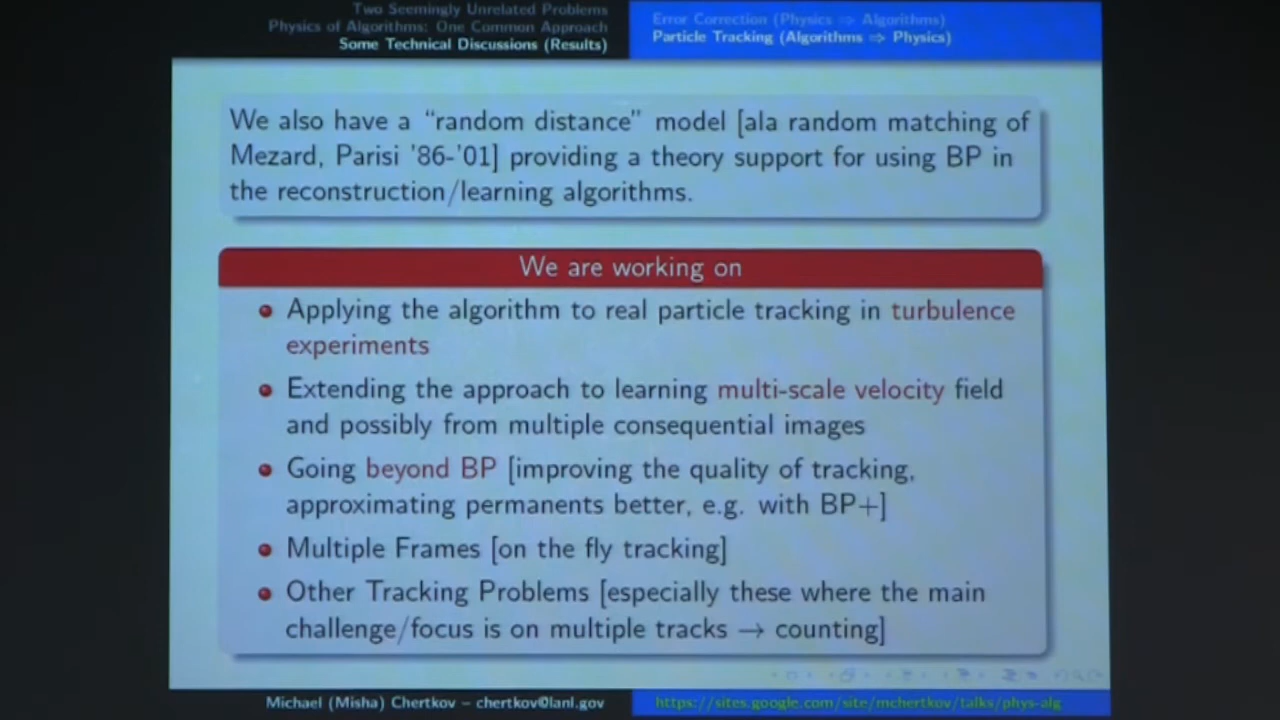 Two Seemingly Unrelated Problems
Physics of Algorithms: One Common Approach
Some Technical Discussions (Results)
Error Correction (Physics ⇒ Algorithms)
Particle Tracking (Algorithms ⇒ Physics)
We also have a “random distance” model [ala random matching of
Mezard, Parisi '86-'01] providing a theory support for using BP in
the reconstruction/learning algorithms.
We are working on
Applying the algorithm to real particle tracking in turbulence
experiments
Extending the approach to learning multi-scale velocity field
and possibly from multiple consequential images
Going beyond BP [improving the quality of tracking,
approximating permanents better, e.g. with BP+]
Multiple Frames [on the fly tracking]
Other Tracking Problems [especially these where the main
challenge/focus is on multiple tracks → counting]
Michael (Misha) Chertkov – chertkov@lanl.gov
https://sites.google.com/site/mchertkov/talks/phys-alg